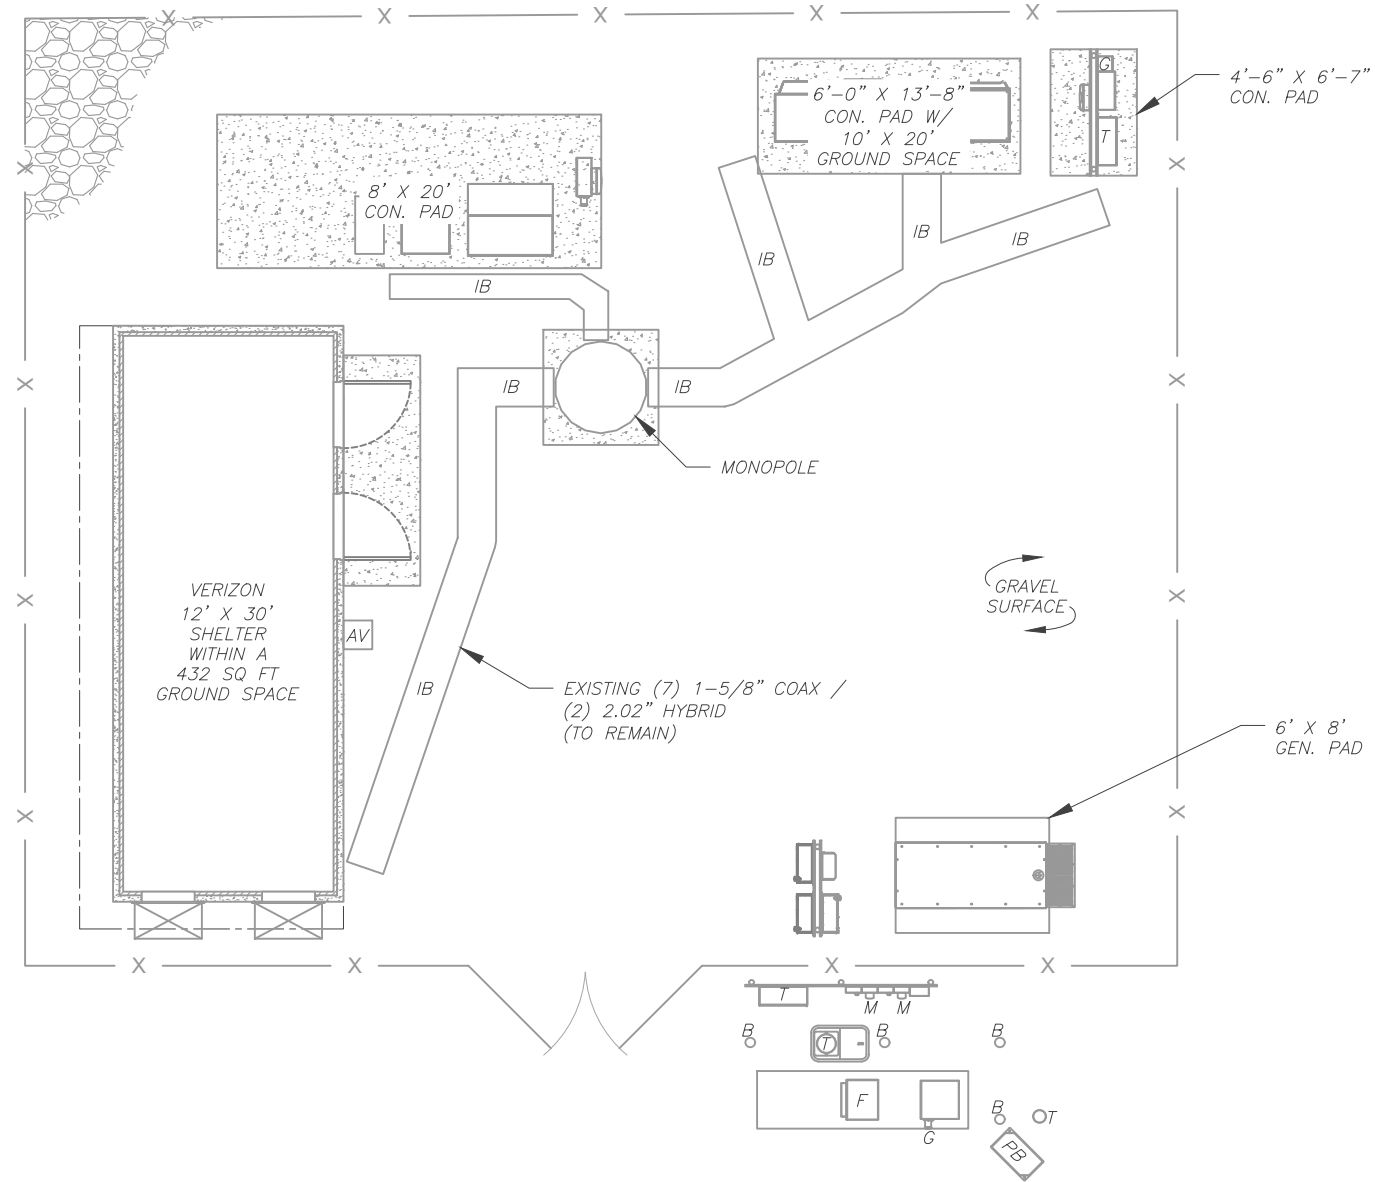 X X X X X
G
4'-6" X 6'-7"
CON. PAD
6'-0" X 13'-8"
CON. PAD W/
10' X 20'
GROUND SPACE
T
X
X
8' X 20'
CON. PAD
IB
IB
IB
IB
X
X
IB
IB
MONOPOLE
VERIZON
12' X 30'
SHELTER
WITHIN A
432 SQ FT
GROUND SPACE
AV
IB
X
X
GRAVEL
SURFACE
EXISTING (7) 1-5/8" COAX /
(2) 2.02" HYBRID
(TO REMAIN)
6' X 8'
GEN. PAD
X
X
X X X X
T
M M
B
T
B
B
F
G
B
T
PB